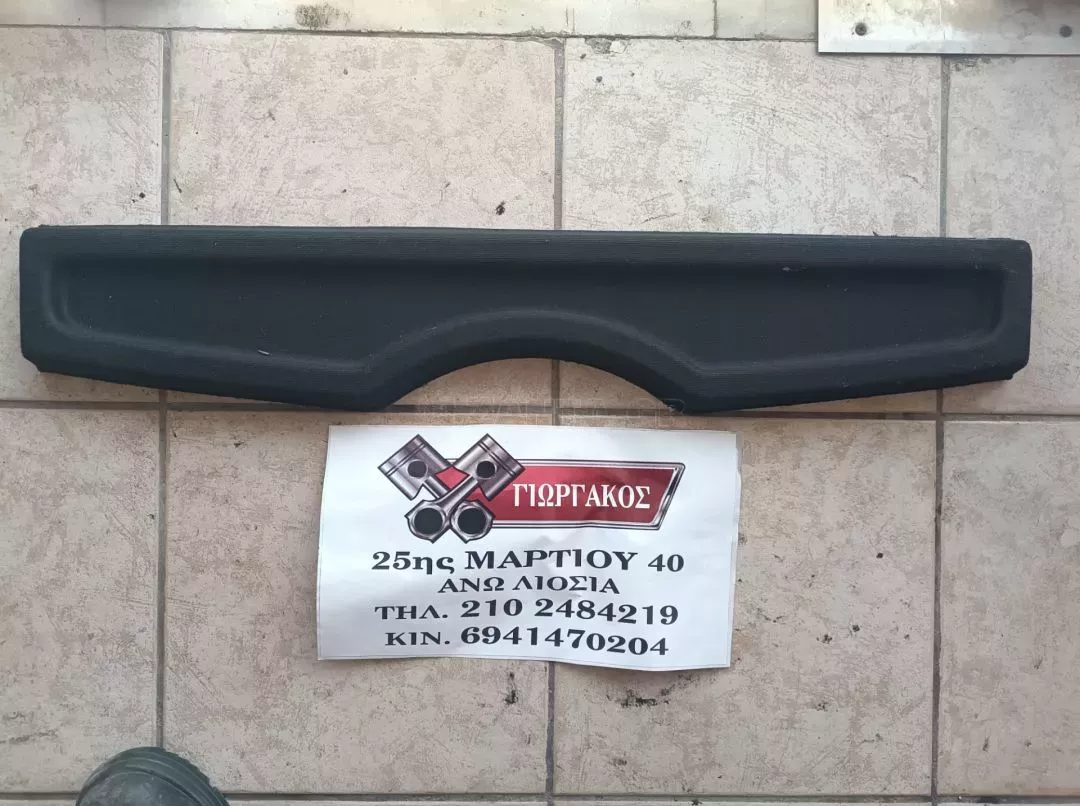 ΓΙΩΡΓΑΚΟΣ
25ης ΜΑΡΤΙΟΥ 40
ΑΝΩ ΛΙΟΣΙΑ
ΤΗΛ. 210 2484219
ΚΙΝ. 6941470204